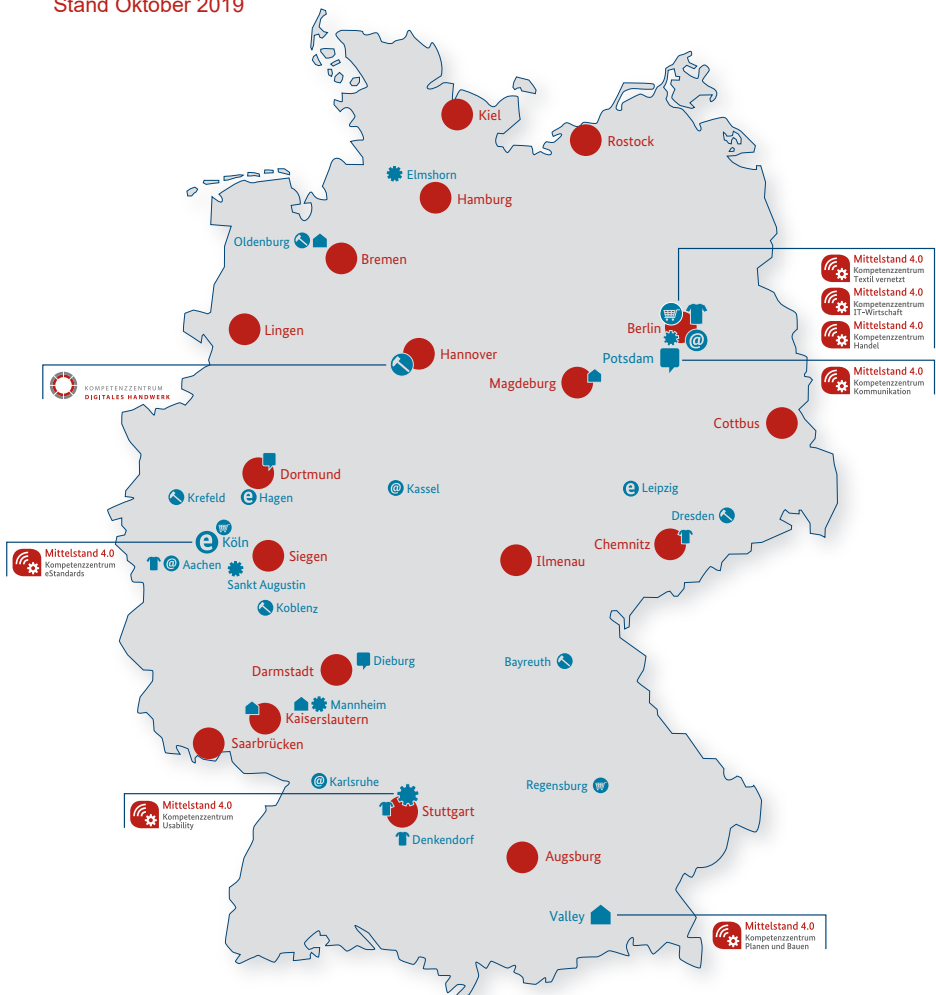 Stand Oktober 2019
Kiel
Rostock
Elmshorn
Hamburg
Oldenburg
Bremen
Mittelstand 4.0
Kompetenzzentrum
Textil vernetzt
Mittelstand 4.0
Kompetenzzentrum
IT-Wirtschaft
Mittelstand 4.0
Kompetenzzentrum
Handel
Lingen
Berlin
@
Hannover
Potsdam
Mittelstand 4.0
Kompetenzzentrum
Kommunikation
KOMPETENZZENTRUM
DIGITALES HANDWERK
Magdeburg
Cottbus
Dortmund
Krefeld
e Hagen
@ Kassel
e Leipzig
Dresden
e Köln
Mittelstand 4.0
Kompetenzzentrum
eStandards
Chemnitz
Siegen
Ilmenau
@ Aachen
Sankt Augustin
Koblenz
Darmstadt
Dieburg
Bayreuth
Mannheim
Kaiserslautern
Saarbrücken
@ Karlsruhe
Regensburg
Mittelstand 4.0
Kompetenzzentrum
Usability
Stuttgart
Denkendorf
Augsburg
Valley
Mittelstand 4.0
Kompetenzzentrum
Planen und Bauen